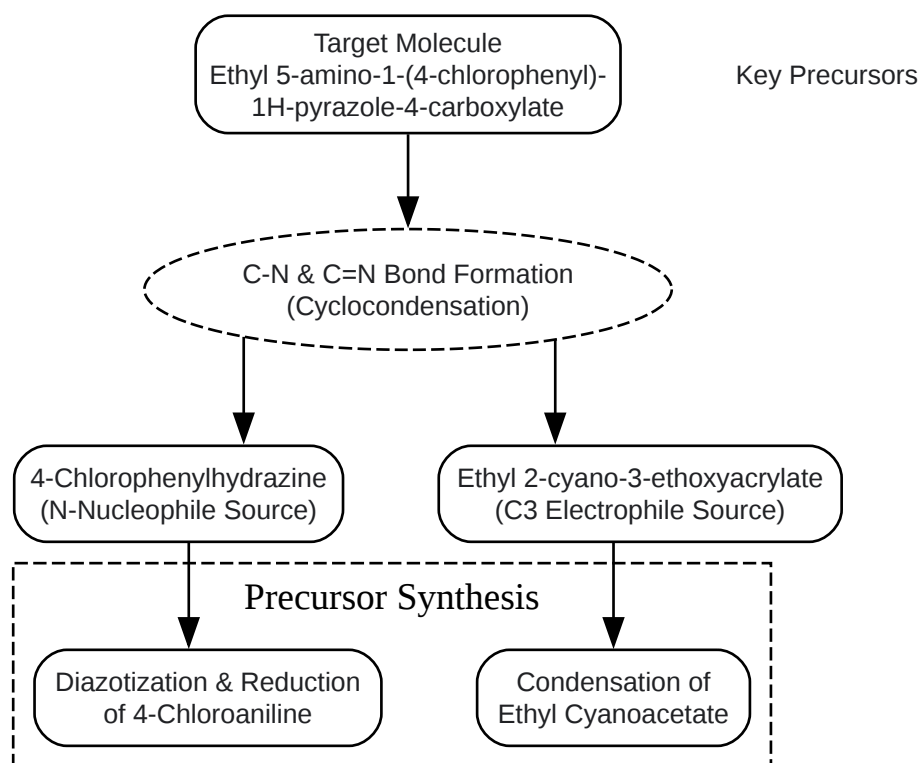 Target Molecule
Ethyl 5-amino-1-(4-chlorophenyl)-
1H-pyrazole-4-carboxylate
Key Precursors
C-N & C=N Bond Formation
(Cyclocondensation)
4-Chlorophenylhydrazine
(N-Nucleophile Source)
Ethyl 2-cyano-3-ethoxyacrylate
(C3 Electrophile Source)
Precursor Synthesis
Diazotization & Reduction
of 4-Chloroaniline
Condensation of
Ethyl Cyanoacetate